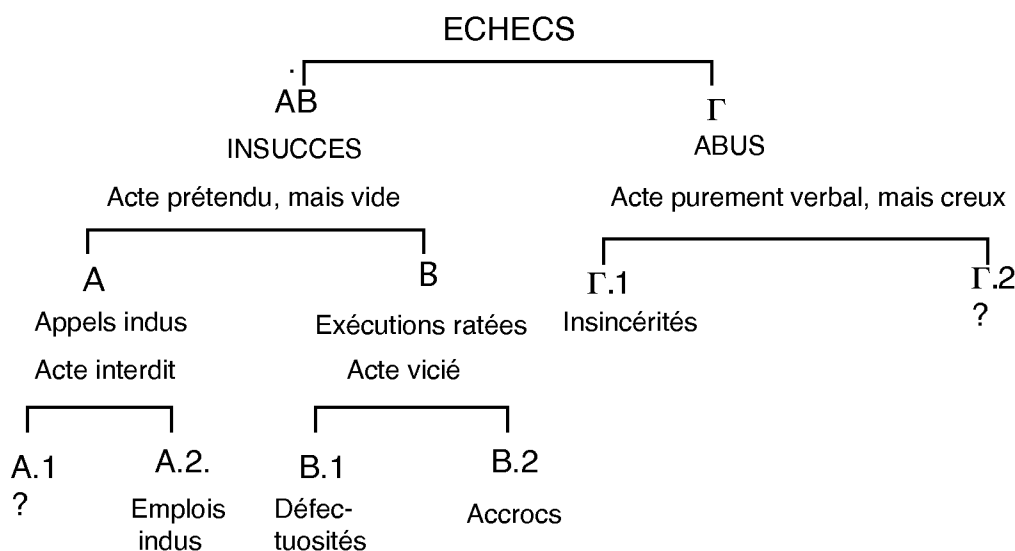 ECHECS
AB
Γ
INSUCCES
ABUS
Acte prétendu, mais vide
Acte purement verbal, mais creux
A
B
Γ.1
Γ.2
Appels indus
Exécutions ratées
Insincérités
?
Acte interdit
Acte vicié
A.1
A.2.
B.1
B.2
?
Emplois
indus
Défec-
tuosités
Accrocs